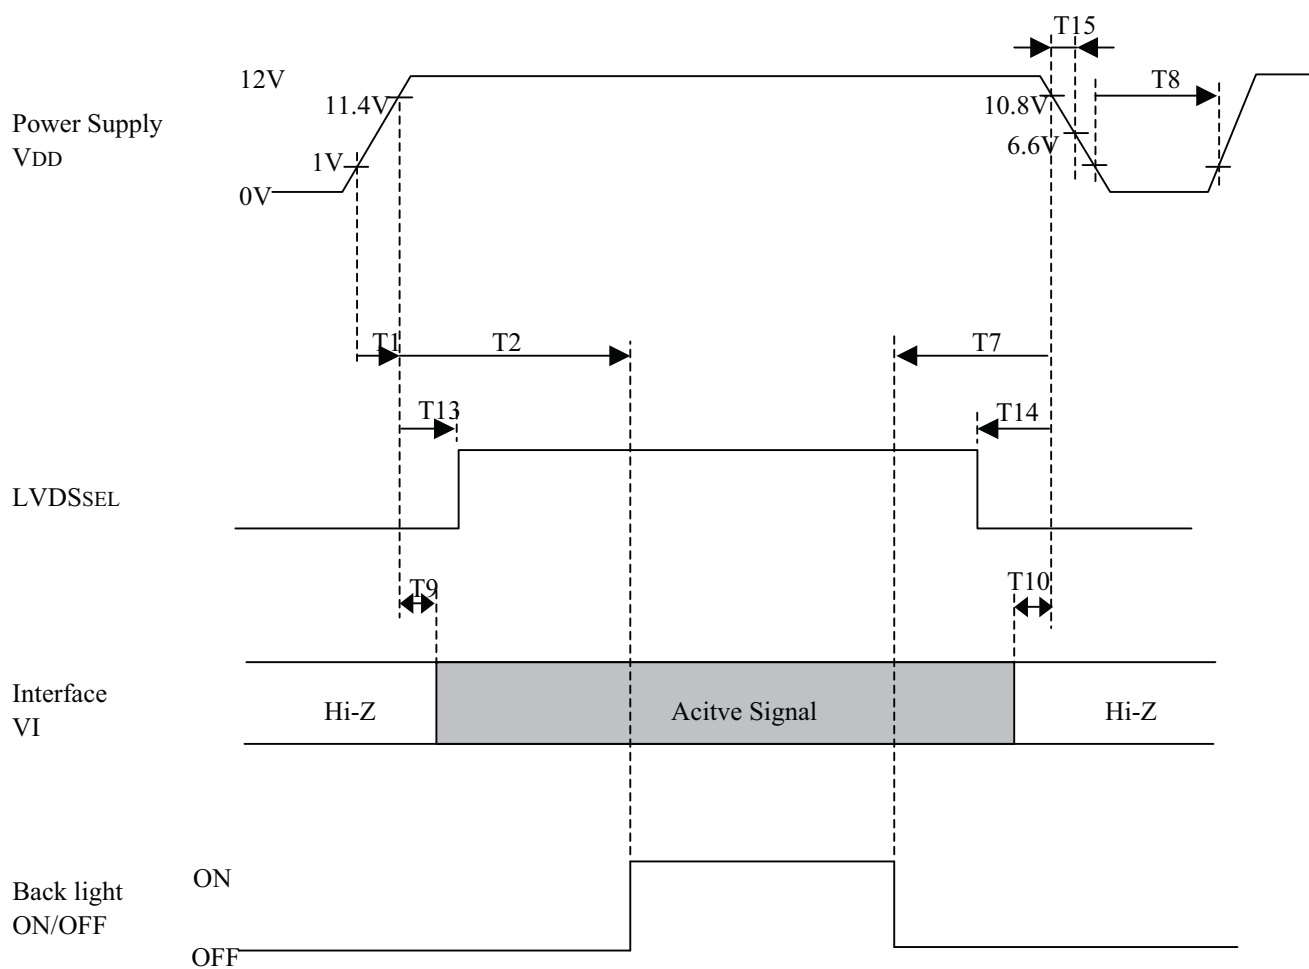 T15
12V
T8
11.4V
10.8V
Power Supply
VDD
6.6V
1V
0V
T1
T2
T7
T13
T14
LVDSSEL
T9
T10
Interface
VI
Hi-Z
Acitve Signal
Hi-Z
Back light
ON/OFF
ON
OFF